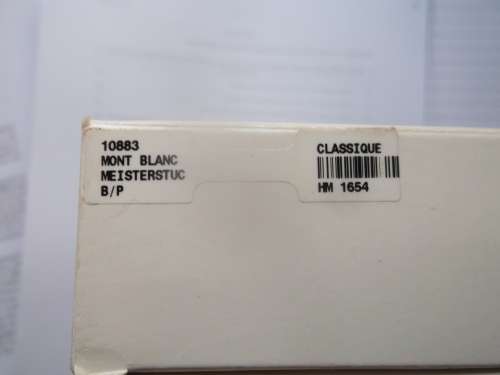 10883
MONT BLANC
MEISTERSTUC
B/P
CLASSIQUE
HM 1654